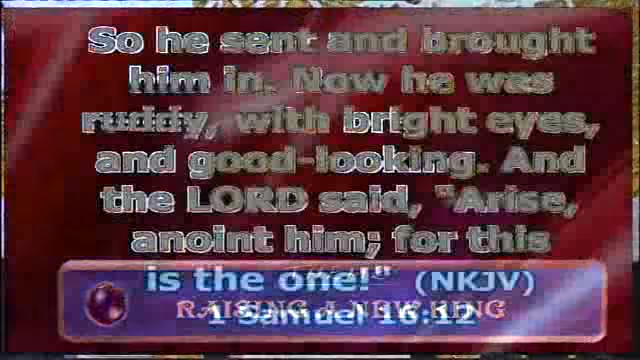 So he sent and brought
him in. Now he was
ruddy, with bright eyes,
and good-looking. And
the LORD said, "Arise,
anoint him; for this
is the one!" (NKJV)
RAISING A NEW KING
1 Samuel 16:12